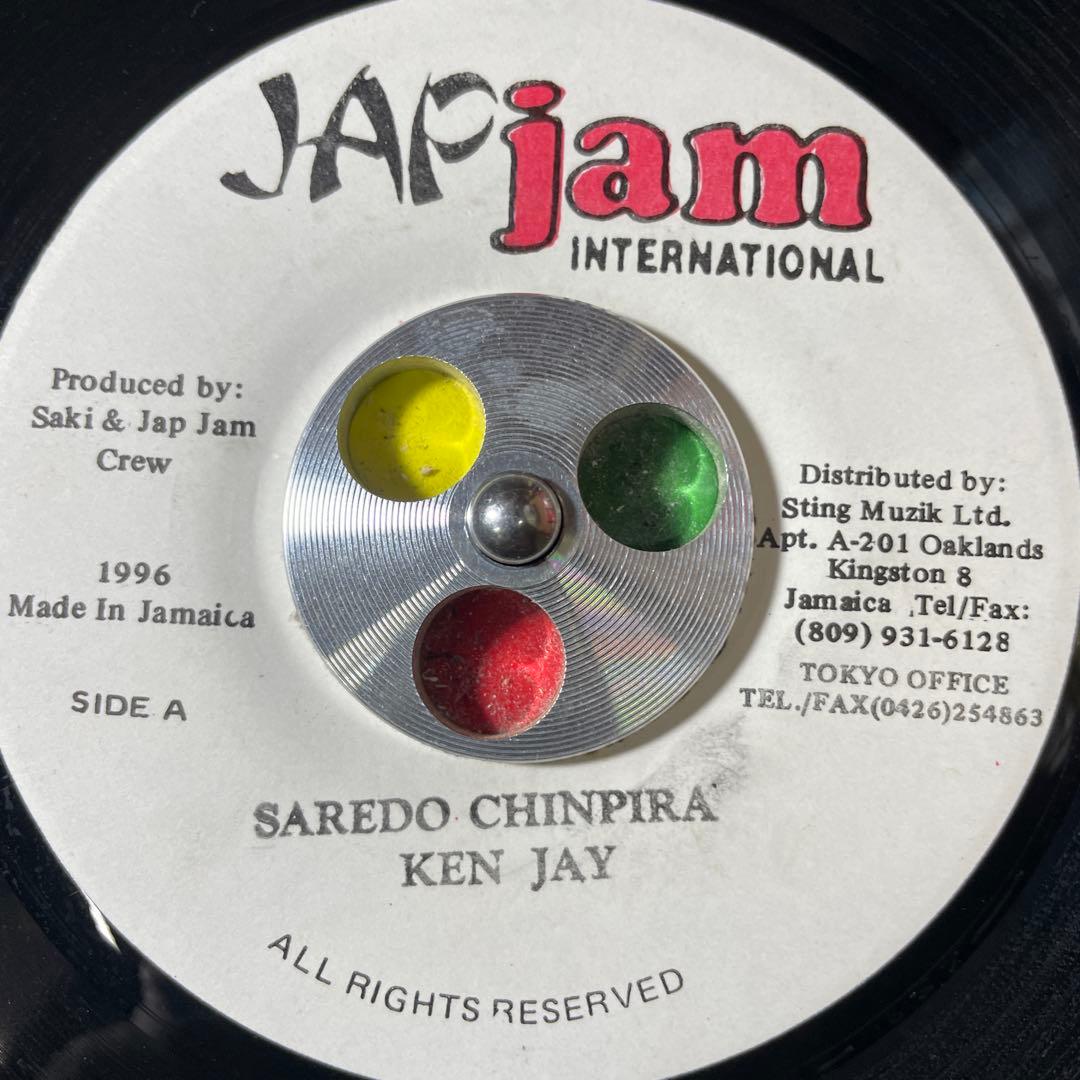 JAP jam
INTERNATIONAL
Produced by:
Saki & Jap Jam
Crew
1996
Made In Jamaica
SIDE A
Distributed by:
Sting Muzik Ltd.
Apt. A-201 Oaklands
Kingston 8
Jamaica Tel/Fax:
(809) 931-6128
TOKYO OFFICE
TEL./FAX(0426)254863
SAREDO CHINPIRA
KEN JAY
ALL RIGHTS RESERVED